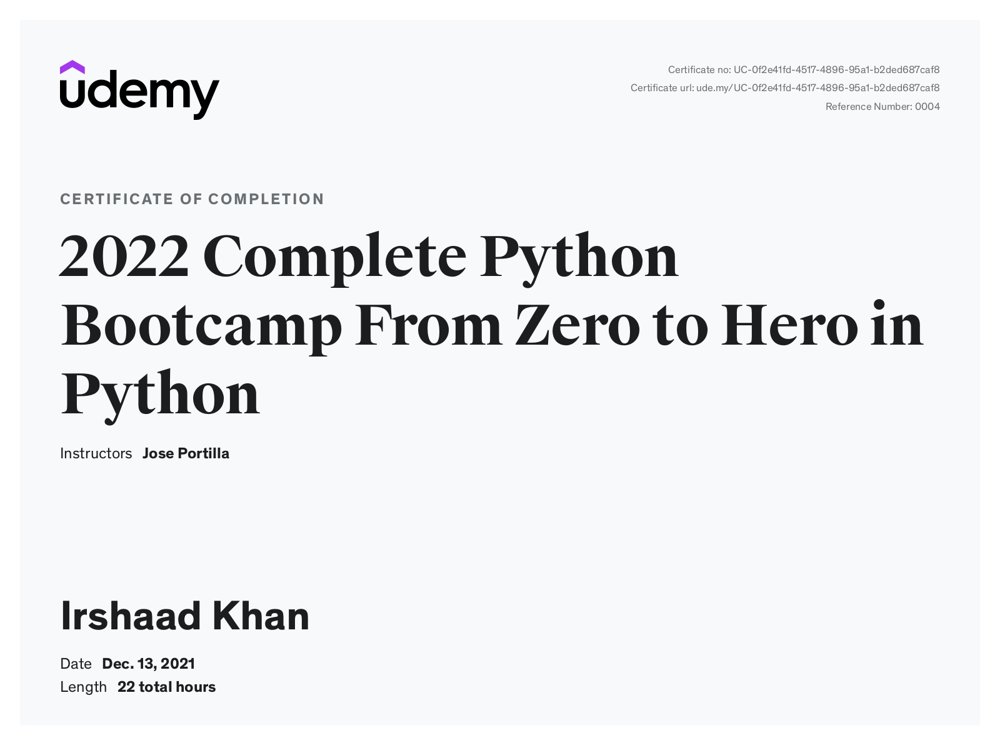 udemy
Certificate no: UC-0f2e41fd-4517-4896-95a1-b2ded687caf8
Certificate url: ude.my/UC-0f2e41fd-4517-4896-95a1-b2ded687caf8
Reference Number: 0004
CERTIFICATE OF COMPLETION
2022 Complete Python
Bootcamp From Zero to Hero in
Python
Instructors Jose Portilla
Irshaad Khan
Date Dec. 13, 2021
Length 22 total hours